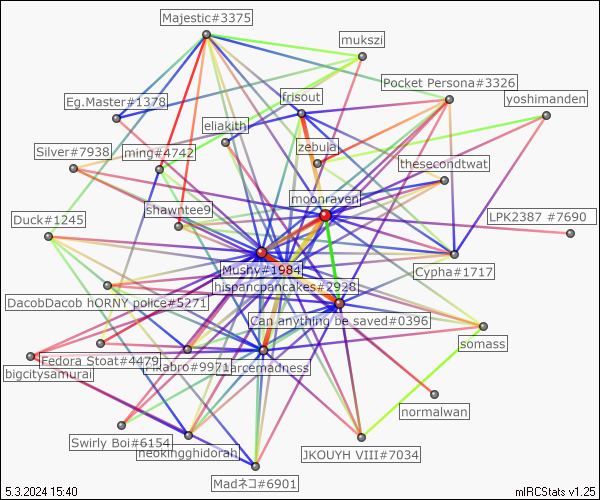 Majestic#3375
mukszi
Pocket Persona#3326
Eg.Master#1378
frisout
yoshimanden
eliakith
zebuja
Silver#7938
ming#4742
thesecondtwat
moonraven
shawntee9
Duck#1245
LPK2387 #7690
Mushy#1984
Cypha#1717
hispancpancakes#2928
DacobDacob hORNY police#5271
Can anything be saved#0396
somass
Fedora Stoat#4479
Pikabro#9971
arcemadness
bigcitysamurai
normalwan
Swirly Boi#6154
neokingghidorah
JKOUYH VIII#7034
Madネコ#6901
5.3.2024 15:40
mIRCStats v1.25